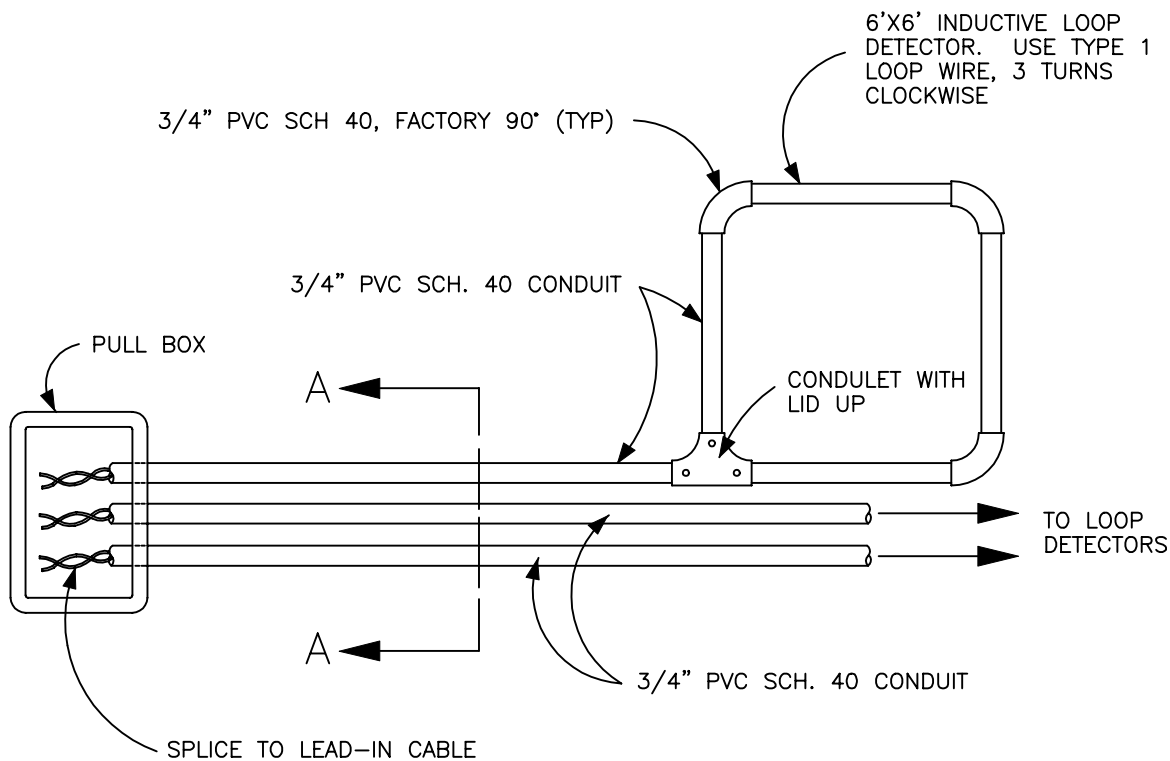 6'X6' INDUCTIVE LOOP
DETECTOR. USE TYPE 1
LOOP WIRE, 3 TURNS
CLOCKWISE
3/4" PVC SCH 40, FACTORY 90° (TYP)
3/4" PVC SCH. 40 CONDUIT
PULL BOX
A
CONDULET WITH
LID UP
TO LOOP
DETECTORS
A
3/4" PVC SCH. 40 CONDUIT
SPLICE TO LEAD-IN CABLE